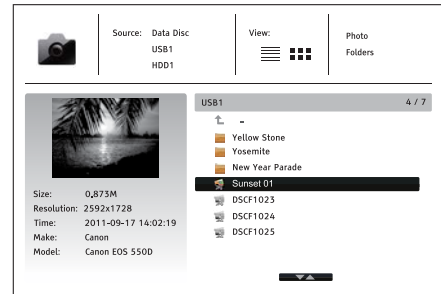 Source: Data Disc
USB1
HDD1
View:
Photo
Folders
USB1 4 / 7
-
Yellow Stone
Yosemite
New Year Parade
Sunset 01
DSCF1023
DSCF1024
DSCF1025
Size: 0,873M
Resolution: 2592x1728
Time: 2011-09-17 14:02:19
Make: Canon
Model: Canon EOS 550D